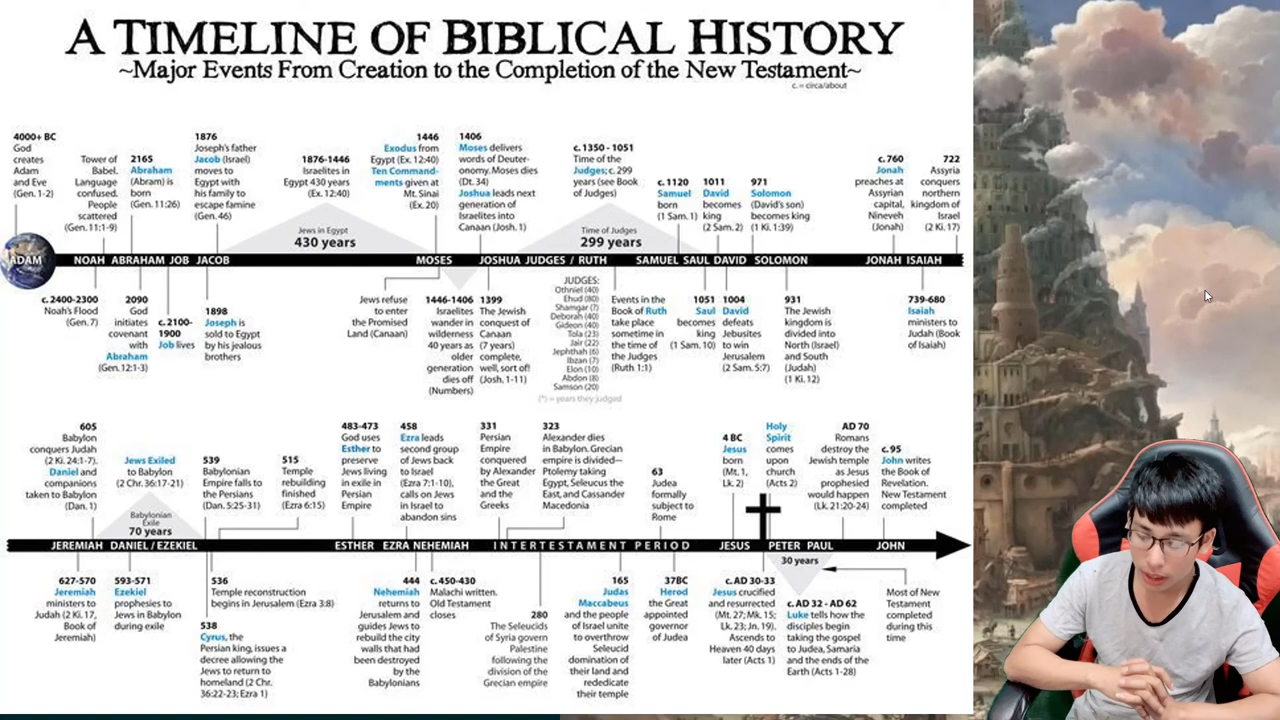 A TIMELINE OF BIBLICAL HISTORY
~Major Events From Creation to the Completion of the New Testament~
c. = circa/about
4000+ BC
God
creates
Adam
and Eve
(Gen. 1-2)
Tower of
Babel.
Language
confused.
People
scattered
(Gen. 11:1-9)
2165
Abraham
(Abram) is
born
(Gen. 11:26)
1876
Joseph's father
Jacob (Israel)
moves to
Egypt with
his family to
escape famine
(Gen. 46)
1876-1446
Israelites in
Egypt 430 years
(Ex. 12:40)
Jews in Egypt
430 years
1446
Exodus from
Egypt (Ex. 12:40)
Ten Command-
ments given at
Mt. Sinai
(Ex. 20)
1406
Moses delivers
words of Deuter-
onomy. Moses dies
(Dt. 34)
Joshua leads next
generation of
Israelites into
Canaan (Josh. 1)
c. 1350 - 1051
Time of the
Judges; c. 299
years (see Book
of Judges)
Time of Judges
299 years
c. 1120
Samuel
born
(1 Sam. 1)
1011
David
becomes
king
(2 Sam. 2)
971
Solomon
(David's son)
becomes king
(1 Ki. 1:39)
c. 760
Jonah
preaches at
Assyrian
capital,
Nineveh
(Jonah)
722
Assyria
conquers
northern
kingdom of
Israel
(2 Ki. 17)
ADAM NOAH ABRAHAM JOB JACOB MOSES JOSHUA JUDGES / RUTH SAMUEL SAUL DAVID SOLOMON JONAH ISAIAH
c. 2400-2300
Noah's Flood
(Gen. 7)
2090
God
initiates
covenant
with
Abraham
(Gen. 12:1-3)
c. 2100-
1900
Job lives
1898
Joseph is
sold to Egypt
by his jealous
brothers
Jews refuse
to enter
the Promised
Land (Canaan)
1446-1406
Israelites
wander in
wilderness
40 years as
older
generation
dies off
(Numbers)
1399
The Jewish
conquest of
Canaan
(7 years)
complete,
well, sort of!
(Josh. 1-11)
JUDGES:
Othniel (40)
Ehud (80)
Shamgar (?)
Deborah (40)
Gideon (40)
Tola (23)
Jair (22)
Jephthah (6)
Ibzan (7)
Elon (10)
Abdon (8)
Samson (20)
(*) = years they judged
Events in the
Book of Ruth
take place
sometime in
the time of
the Judges
(Ruth 1:1)
1051
Saul
becomes
king
(1 Sam. 10)
1004
David
defeats
Jebusites
to win
Jerusalem
(2 Sam. 5:7)
931
The Jewish
kingdom is
divided into
North (Israel)
and South
(Judah)
(1 Ki. 12)
739-680
Isaiah
ministers to
Judah (Book
of Isaiah)
605
Babylon
conquers Judah
(2 Ki. 24:1-7).
Daniel and
companions
taken to Babylon
(Dan. 1)
Jews Exiled
to Babylon
(2 Chr. 36:17-21)
Babylonian
Exile
70 years
539
Babylonian
Empire falls to
the Persians
(Dan. 5:25-31)
515
Temple
rebuilding
finished
(Ezra 6:15)
483-473
God uses
Esther to
preserve
Jews living
in exile in
Persian
Empire
458
Ezra leads
second group
of Jews back
to Israel
(Ezra 7:1-10),
calls on Jews
in Israel to
abandon sins
331
Persian
Empire
conquered
by Alexander
the Great
and the
Greeks
323
Alexander dies
in Babylon. Grecian
empire is divided—
Ptolemy taking
Egypt, Seleucus the
East, and Cassander
Macedonia
63
Judea
formally
subject to
Rome
4 BC
Jesus
born
(Mt. 1,
Lk. 2)
Holy
Spirit
comes
upon
church
(Acts 2)
AD 70
Romans
destroy the
Jewish temple
as Jesus
prophesied
would happen
(Lk. 21:20-24)
c. 95
John writes
the Book of
Revelation.
New Testament
completed
JEREMIAH DANIEL / EZEKIEL ESTHER EZRA NEHEMIAH INTERTESTAMENT PERIOD JESUS PETER PAUL JOHN
627-570
Jeremiah
ministers to
Judah (2 Ki. 17,
Book of
Jeremiah)
593-571
Ezekiel
prophesies to
Jews in Babylon
during exile
536
Temple reconstruction
begins in Jerusalem (Ezra 3:8)
538
Cyrus, the
Persian king, issues a
decree allowing the
Jews to return to
homeland (2 Chr.
36:22-23; Ezra 1)
444
Nehemiah
returns to
Jerusalem and
guides Jews to
rebuild the city
walls that had
been destroyed
by the
Babylonians
c. 450-430
Malachi written.
Old Testament
closes
280
The Seleucids
of Syria govern
Palestine
following the
division of the
Grecian empire
165
Judas
Maccabeus
and the people
of Israel unite
to overthrow
Seleucid
domination of
their land and
rededicate
their temple
37BC
Herod
the Great
appointed
governor
of Judea
c. AD 30-33
Jesus crucified
and resurrected
(Mt. 27; Mk. 15;
Lk. 23; Jn. 19).
Ascends to
Heaven 40 days
later (Acts 1)
30 years
c. AD 32 - AD 62
Luke tells how the
disciples begin
taking the gospel
to Judea, Samaria
and the ends of the
Earth (Acts 1-28)
Most of New
Testament
completed
during this
time